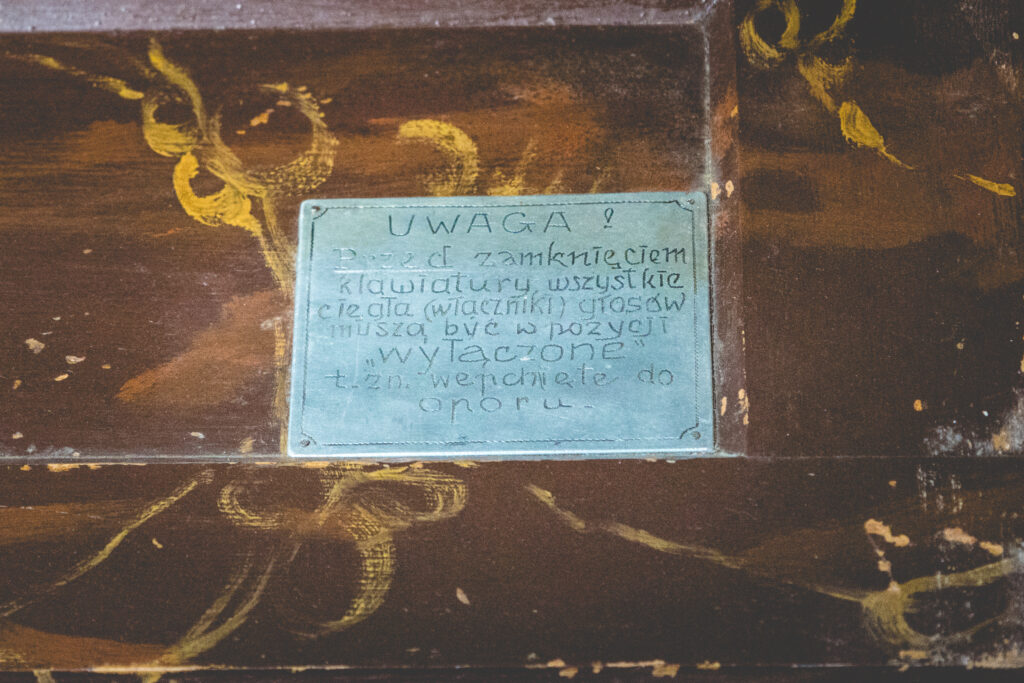 UWAGA !
Przed zamknięciem
klawiatury, wszystkie
cięgła (włączniki) głosów
muszą być w pozycji
„wyłączone"
t.zn. wepchnięte do
oporu.